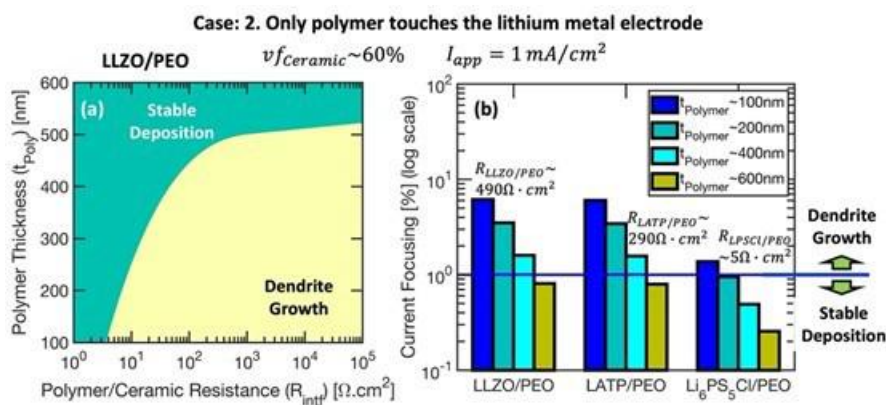 Case: 2. Only polymer touches the lithium metal electrode
LLZO/PEO
vf_Ceramic~60%
I_app = 1 mA/cm²
(a)
Stable
Deposition
Dendrite
Growth
600
500
400
300
200
100
Polymer Thickness (t_Poly) [nm]
10⁰ 10¹ 10² 10³ 10⁴ 10⁵
Polymer/Ceramic Resistance (R_intf) [Ω.cm²]
(b)
t_Polymer~100nm
t_Polymer~200nm
t_Polymer~400nm
t_Polymer~600nm
R_LLZO/PEO~
490Ω · cm²
R_LATP/PEO~
290Ω · cm²
R_LPSCl/PEO
~5Ω · cm²
10²
10¹
10⁰
10⁻¹
Current Focusing [%] (log scale)
LLZO/PEO LATP/PEO Li₆PS₅Cl/PEO
Dendrite
Growth
Stable
Deposition